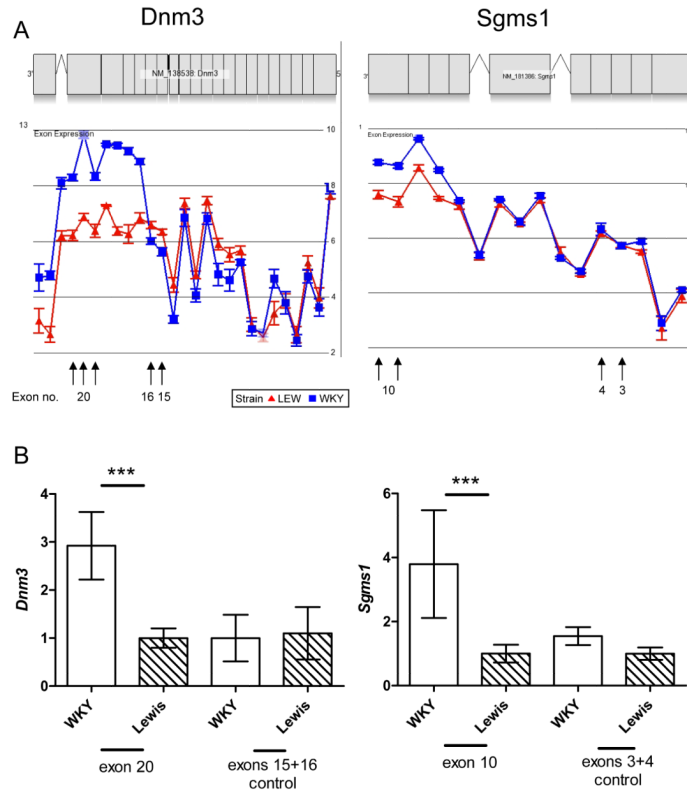 A
Dnm3
Sgms1
3'
NM_138538: Dnm3
5
3'
NM_181386: Sgms1
13
Exon Expression
10
8
6
4
2
1
Exon Expression
Exon no.
20
16 15
Strain LEW WKY
10
4
3
B
Dnm3
4
3
2
1
0
***
WKY
Lewis
WKY
Lewis
exon 20
exons 15+16
control
Sgms1
6
4
2
0
***
WKY
Lewis
WKY
Lewis
exon 10
exons 3+4
control